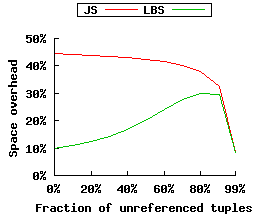 JS LBS
50%
40%
30%
20%
10%
0%
Space overhead
0% 20% 40% 60% 80% 99%
Fraction of unreferenced tuples